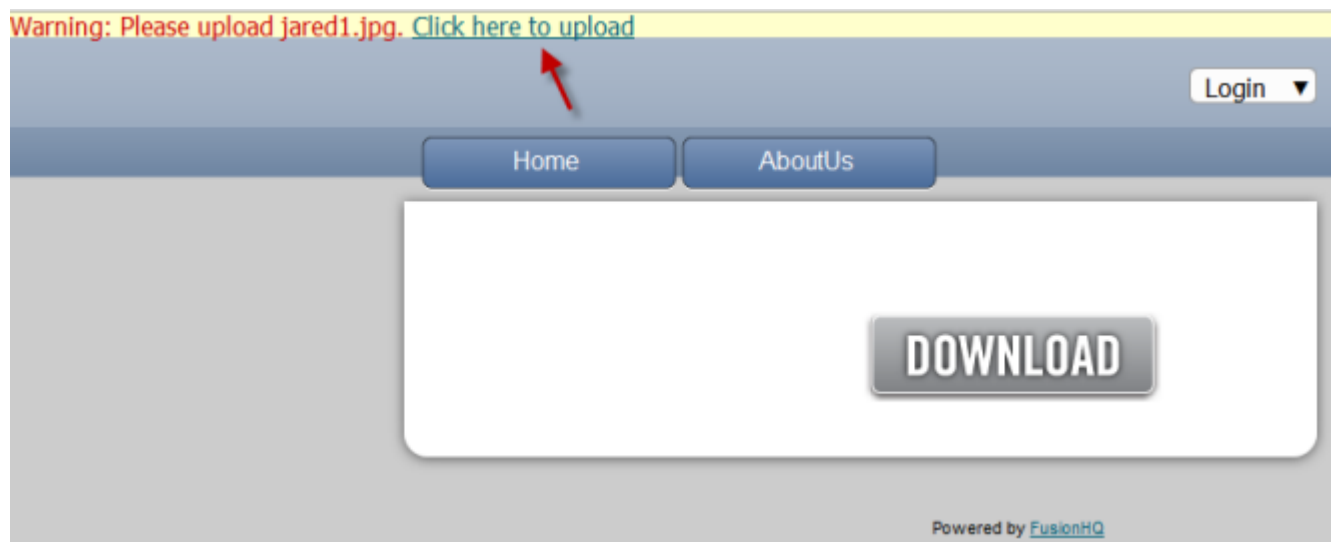 Warning: Please upload jared1.jpg. Click here to upload
Login
Home
AboutUs
DOWNLOAD
Powered by FusionHQ